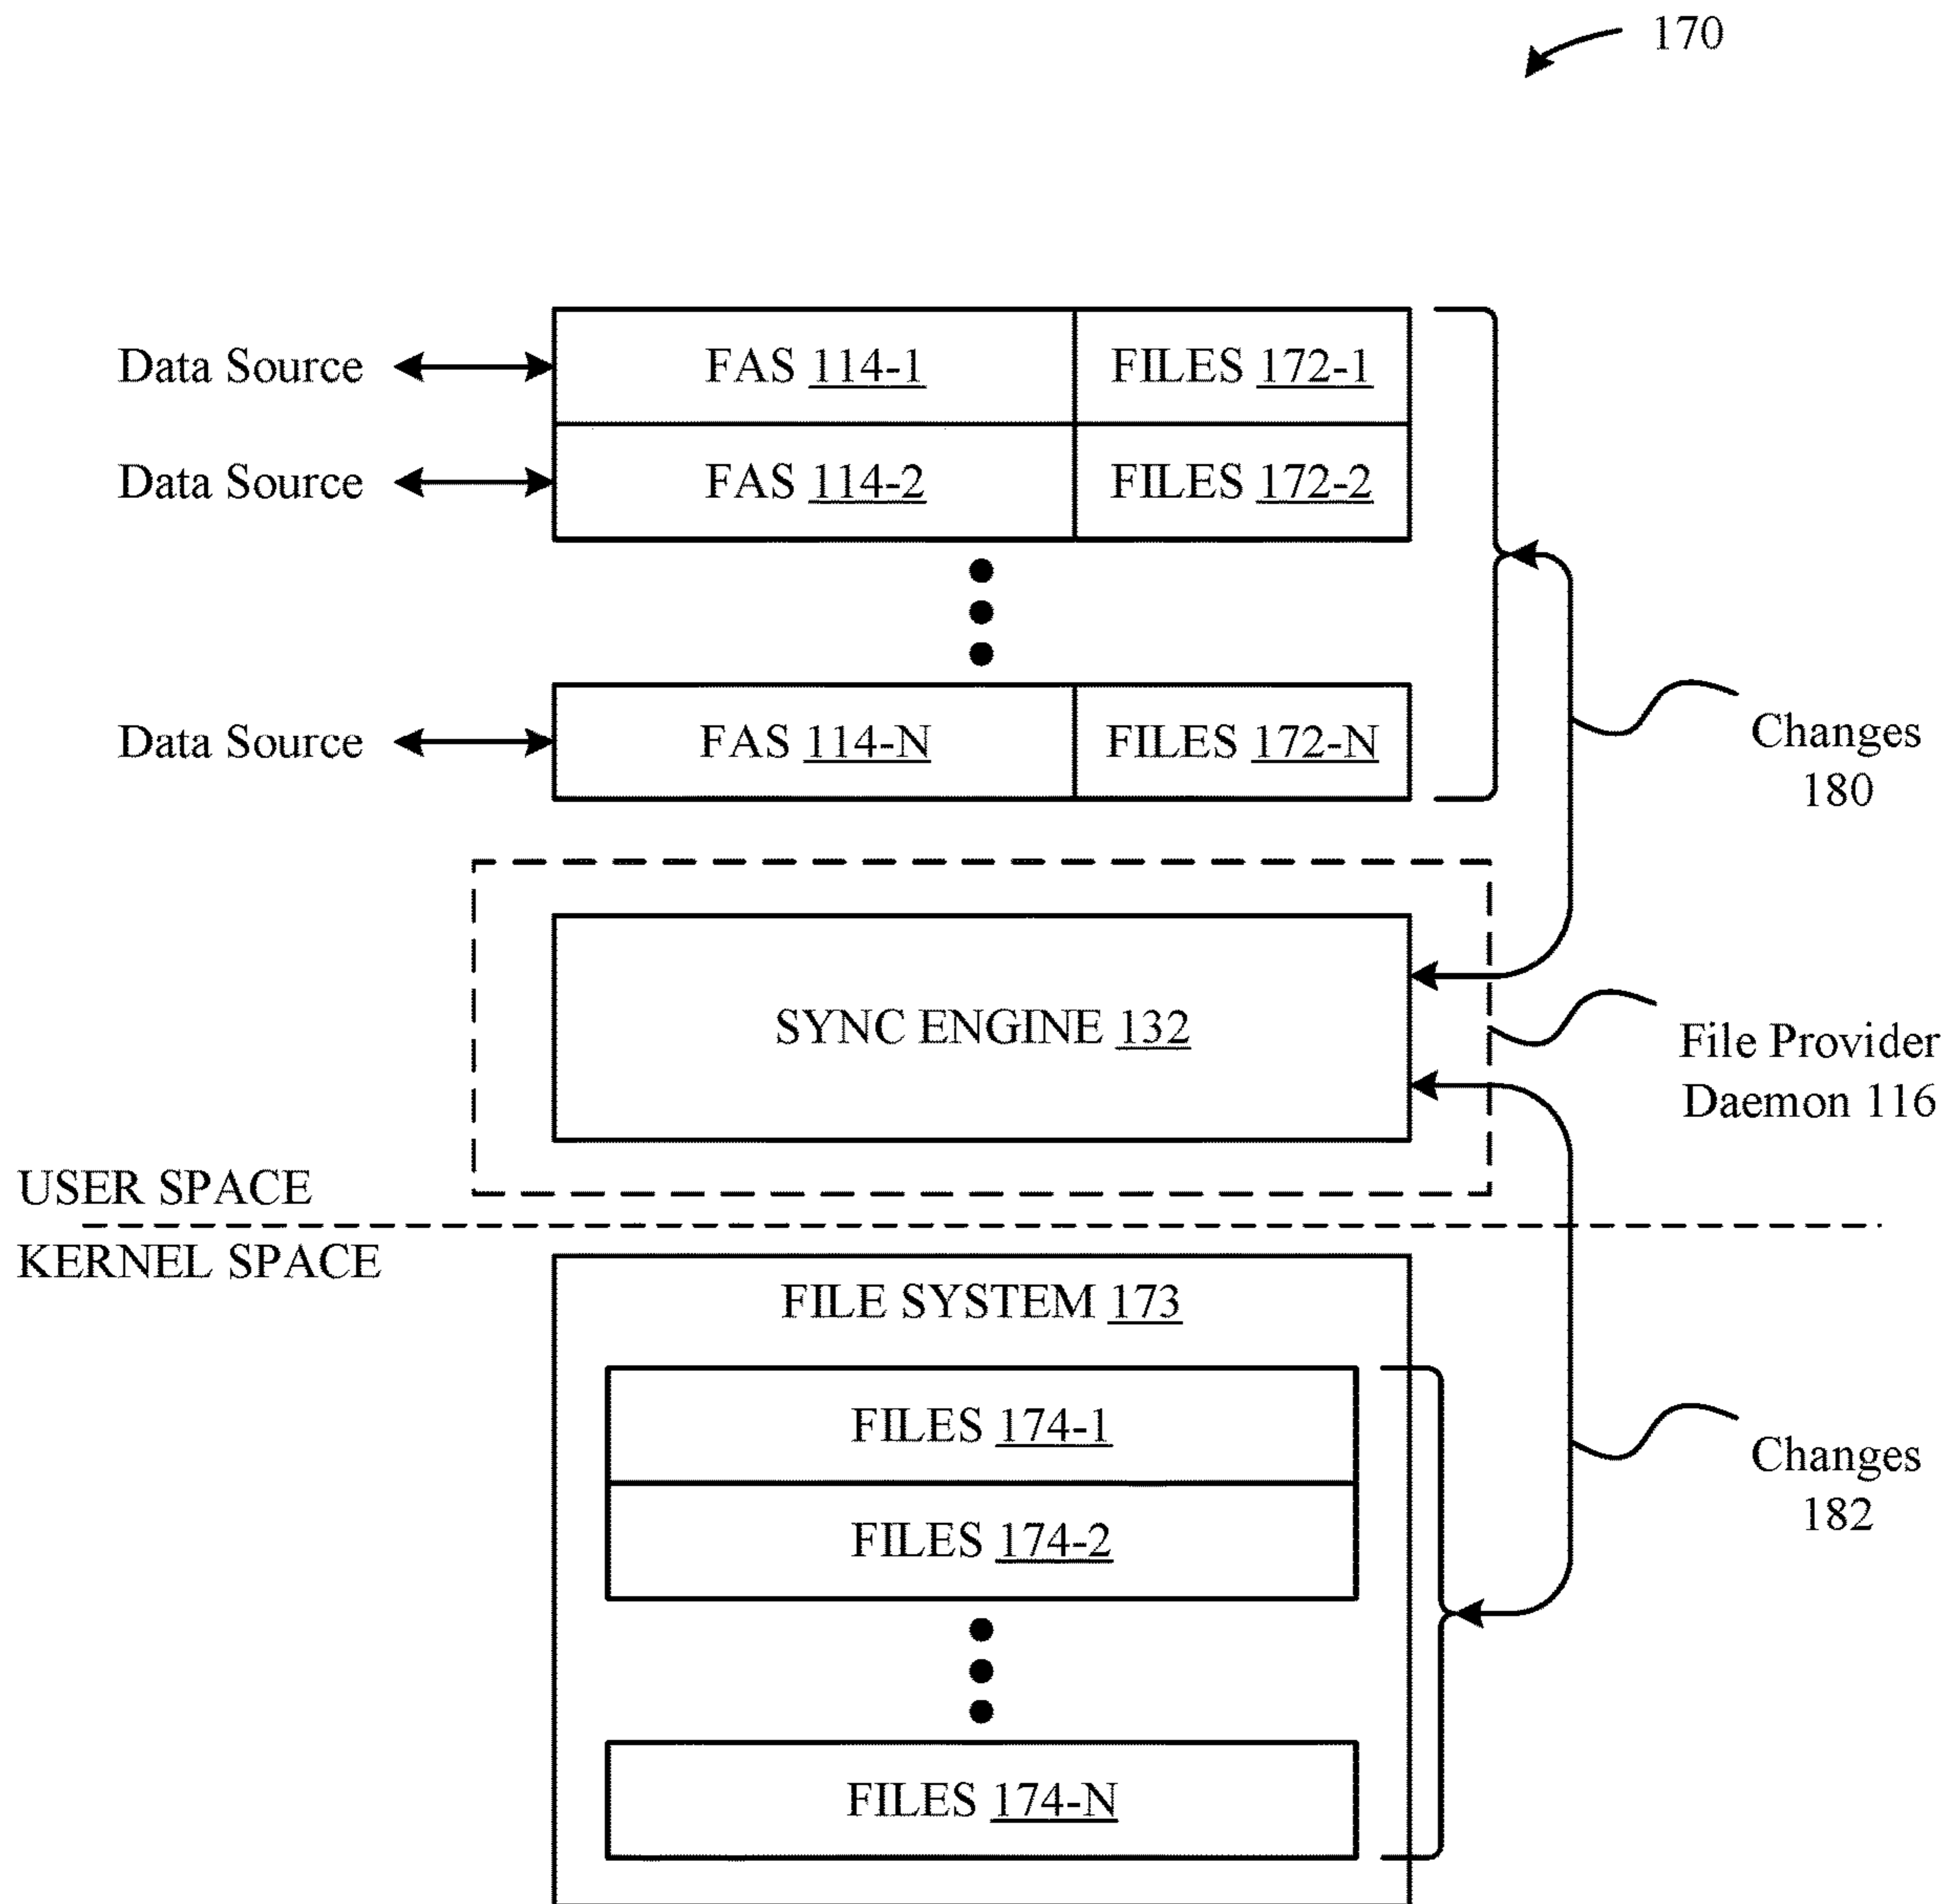 170
Data Source
FAS 114-1
FILES 172-1
Data Source
FAS 114-2
FILES 172-2
Data Source
FAS 114-N
FILES 172-N
Changes
180
SYNC ENGINE 132
File Provider
Daemon 116
USER SPACE
KERNEL SPACE
FILE SYSTEM 173
FILES 174-1
FILES 174-2
Changes
182
FILES 174-N